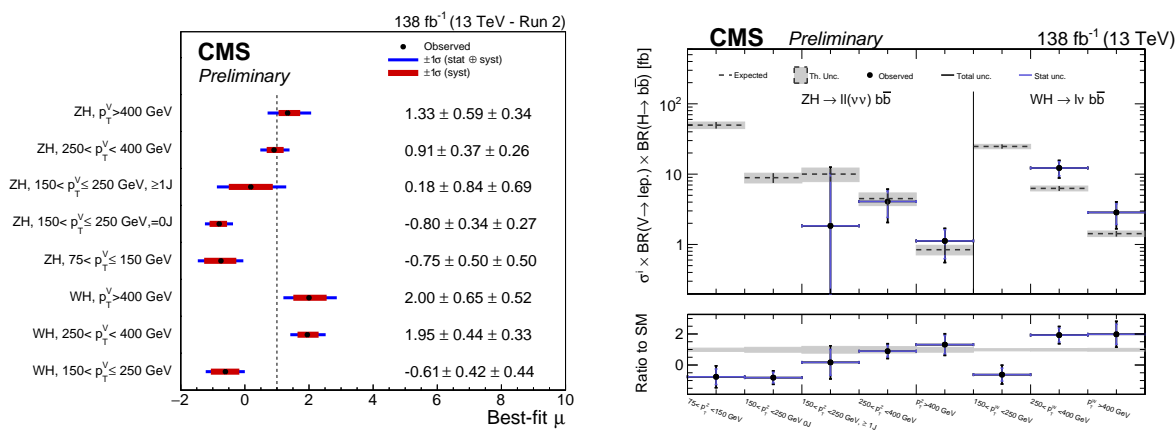 138 fb⁻¹ (13 TeV - Run 2)
CMS
Preliminary
Observed
±1σ (stat ⊕ syst)
±1σ (syst)
ZH, p_T^V>400 GeV 1.33 ± 0.59 ± 0.34
ZH, 250< p_T^V< 400 GeV 0.91 ± 0.37 ± 0.26
ZH, 150< p_T^V≤ 250 GeV, ≥1J 0.18 ± 0.84 ± 0.69
ZH, 150< p_T^V≤ 250 GeV,=0J -0.80 ± 0.34 ± 0.27
ZH, 75< p_T^V≤ 150 GeV -0.75 ± 0.50 ± 0.50
WH, p_T^V>400 GeV 2.00 ± 0.65 ± 0.52
WH, 250< p_T^V< 400 GeV 1.95 ± 0.44 ± 0.33
WH, 150< p_T^V≤ 250 GeV -0.61 ± 0.42 ± 0.44
−2 0 2 4 6 8 10
Best-fit μ
CMS Preliminary 138 fb⁻¹ (13 TeV)
Expected Th. Unc. Observed Total unc. Stat unc.
ZH → ll(νν) bb̄ WH → lν bb̄
σⁱ × BR(V→ lep.) × BR(H→ bb̄) [fb]
10²
10
1
Ratio to SM
2
0
75< p_T^Z <150 GeV
150< p_T^Z <250 GeV 0J
150< p_T^Z <250 GeV, ≥ 1J
250< p_T^Z <400 GeV
p_T^Z >400 GeV
150< p_T^W <250 GeV
250< p_T^W <400 GeV
p_T^W >400 GeV